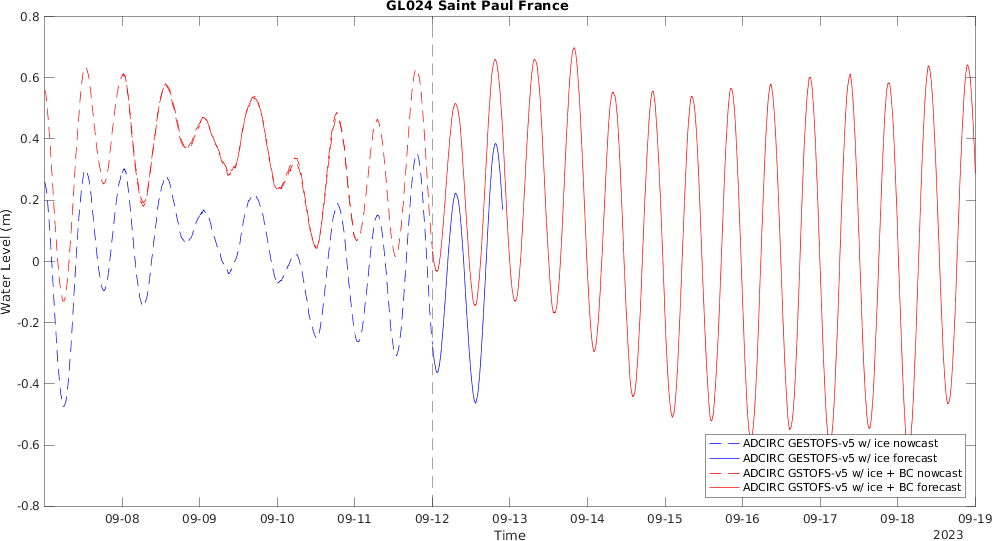 GL024 Saint Paul France
0.8
0.6
0.4
0.2
0
-0.2
-0.4
-0.6
-0.8
Water Level (m)
ADCIRC GESTOFS-v5 w/ ice nowcast
ADCIRC GESTOFS-v5 w/ ice forecast
ADCIRC GSTOFS-v5 w/ ice + BC nowcast
ADCIRC GSTOFS-v5 w/ ice + BC forecast
09-08 09-09 09-10 09-11 09-12 09-13 09-14 09-15 09-16 09-17 09-18 09-19
Time
2023